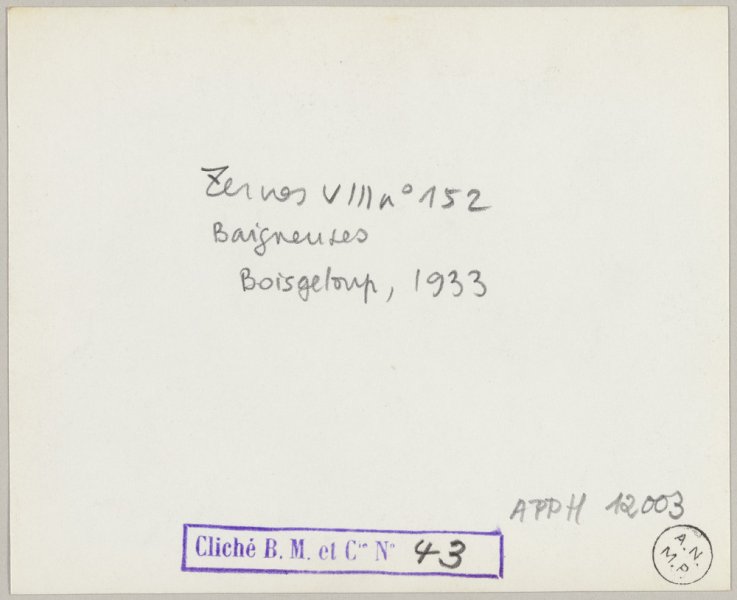 Zervos VIII n° 152
Baigneuses
Boisgeloup, 1933
APPH 12003
Cliché B. M. et Cie N° 43
A.N.
M.P.